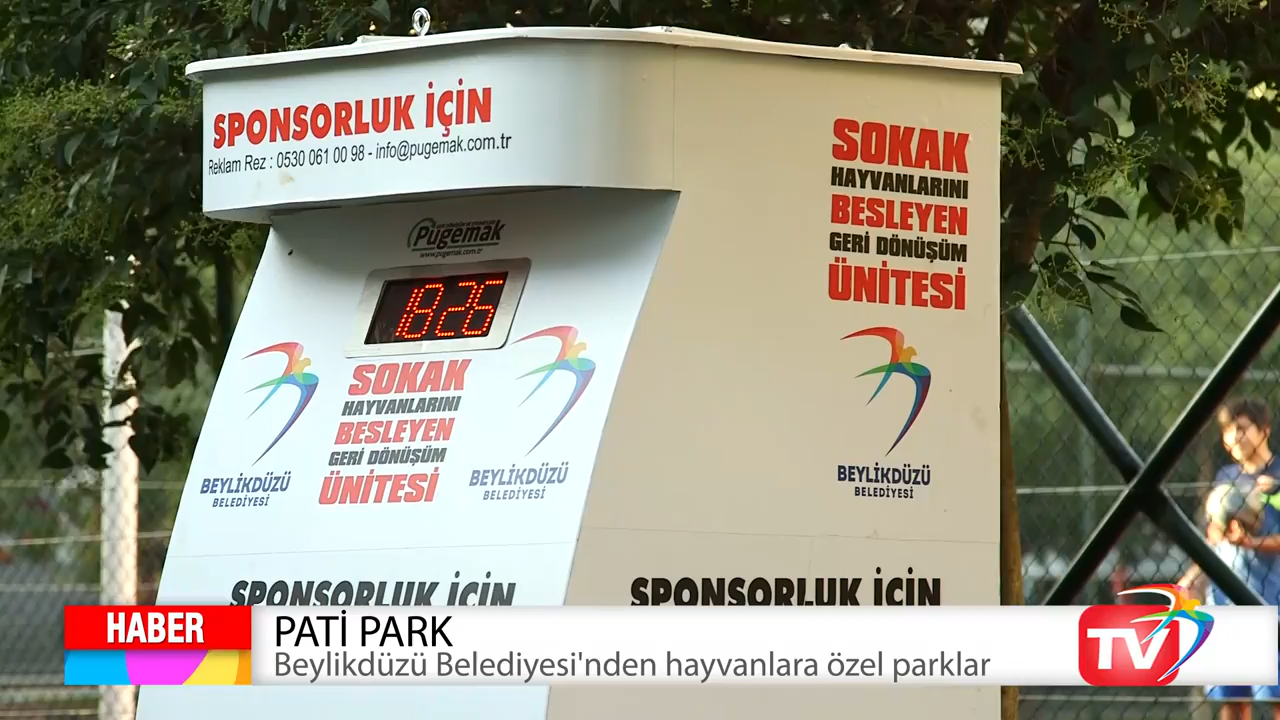 SPONSORLUK İÇİN
Reklam Rez : 0530 061 00 98 - info@pugemak.com.tr
Pugemak
www.pugemak.com.tr
18:26
SOKAK
HAYVANLARINI
BESLEYEN
GERİ DÖNÜŞÜM
ÜNİTESİ
BEYLİKDÜZÜ
BELEDİYESİ
BEYLİKDÜZÜ
BELEDİYESİ
SOKAK
HAYVANLARINI
BESLEYEN
GERİ DÖNÜŞÜM
ÜNİTESİ
BEYLİKDÜZÜ
BELEDİYESİ
SPONSORLUK İÇİN
SPONSORLUK İÇİN
HABER
PATİ PARK
Beylikdüzü Belediyesi'nden hayvanlara özel parklar
TV